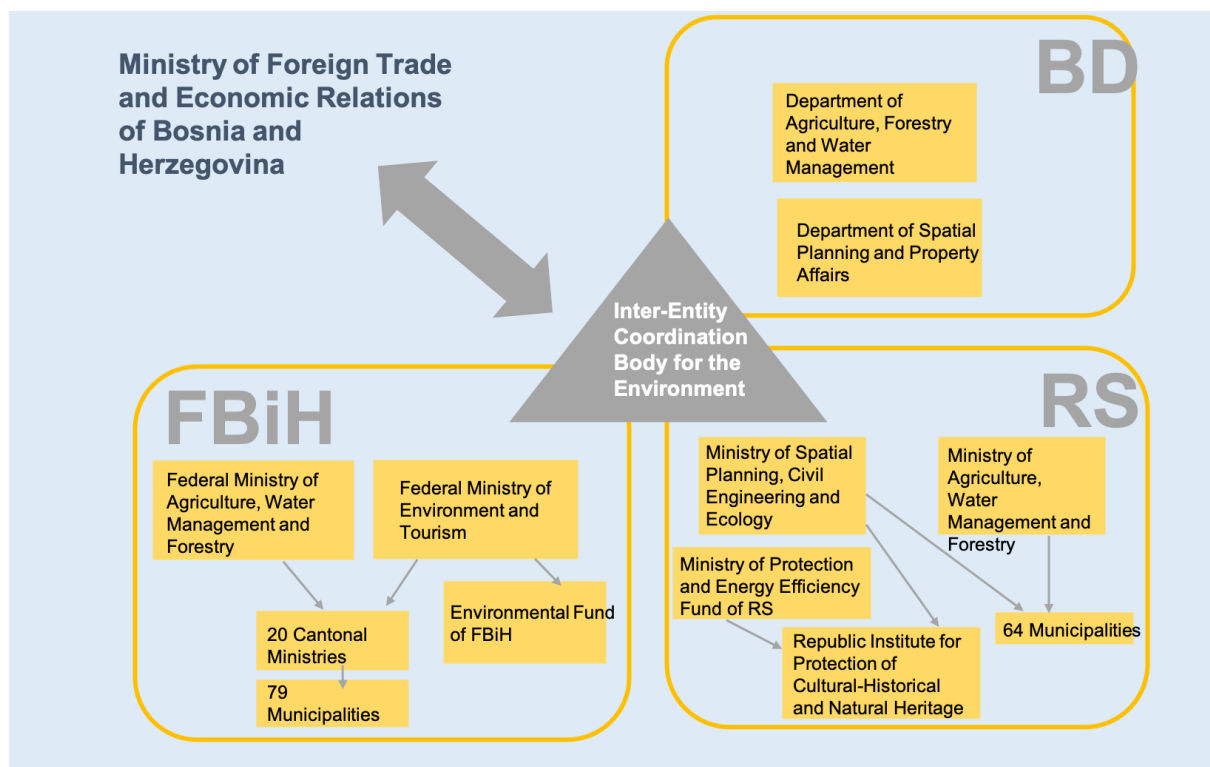 Ministry of Foreign Trade
and Economic Relations
of Bosnia and
Herzegovina
BD
Department of
Agriculture, Forestry
and Water
Management
Department of Spatial
Planning and Property
Affairs
Inter-Entity
Coordination
Body for the
Environment
FBiH
Federal Ministry of
Agriculture, Water
Management and
Forestry
Federal Ministry of
Environment and
Tourism
20 Cantonal
Ministries
79
Municipalities
Environmental Fund
of FBiH
RS
Ministry of Spatial
Planning, Civil
Engineering and
Ecology
Ministry of
Agriculture,
Water
Management and
Forestry
Ministry of Protection
and Energy Efficiency
Fund of RS
64 Municipalities
Republic Institute for
Protection of
Cultural-Historical
and Natural Heritage